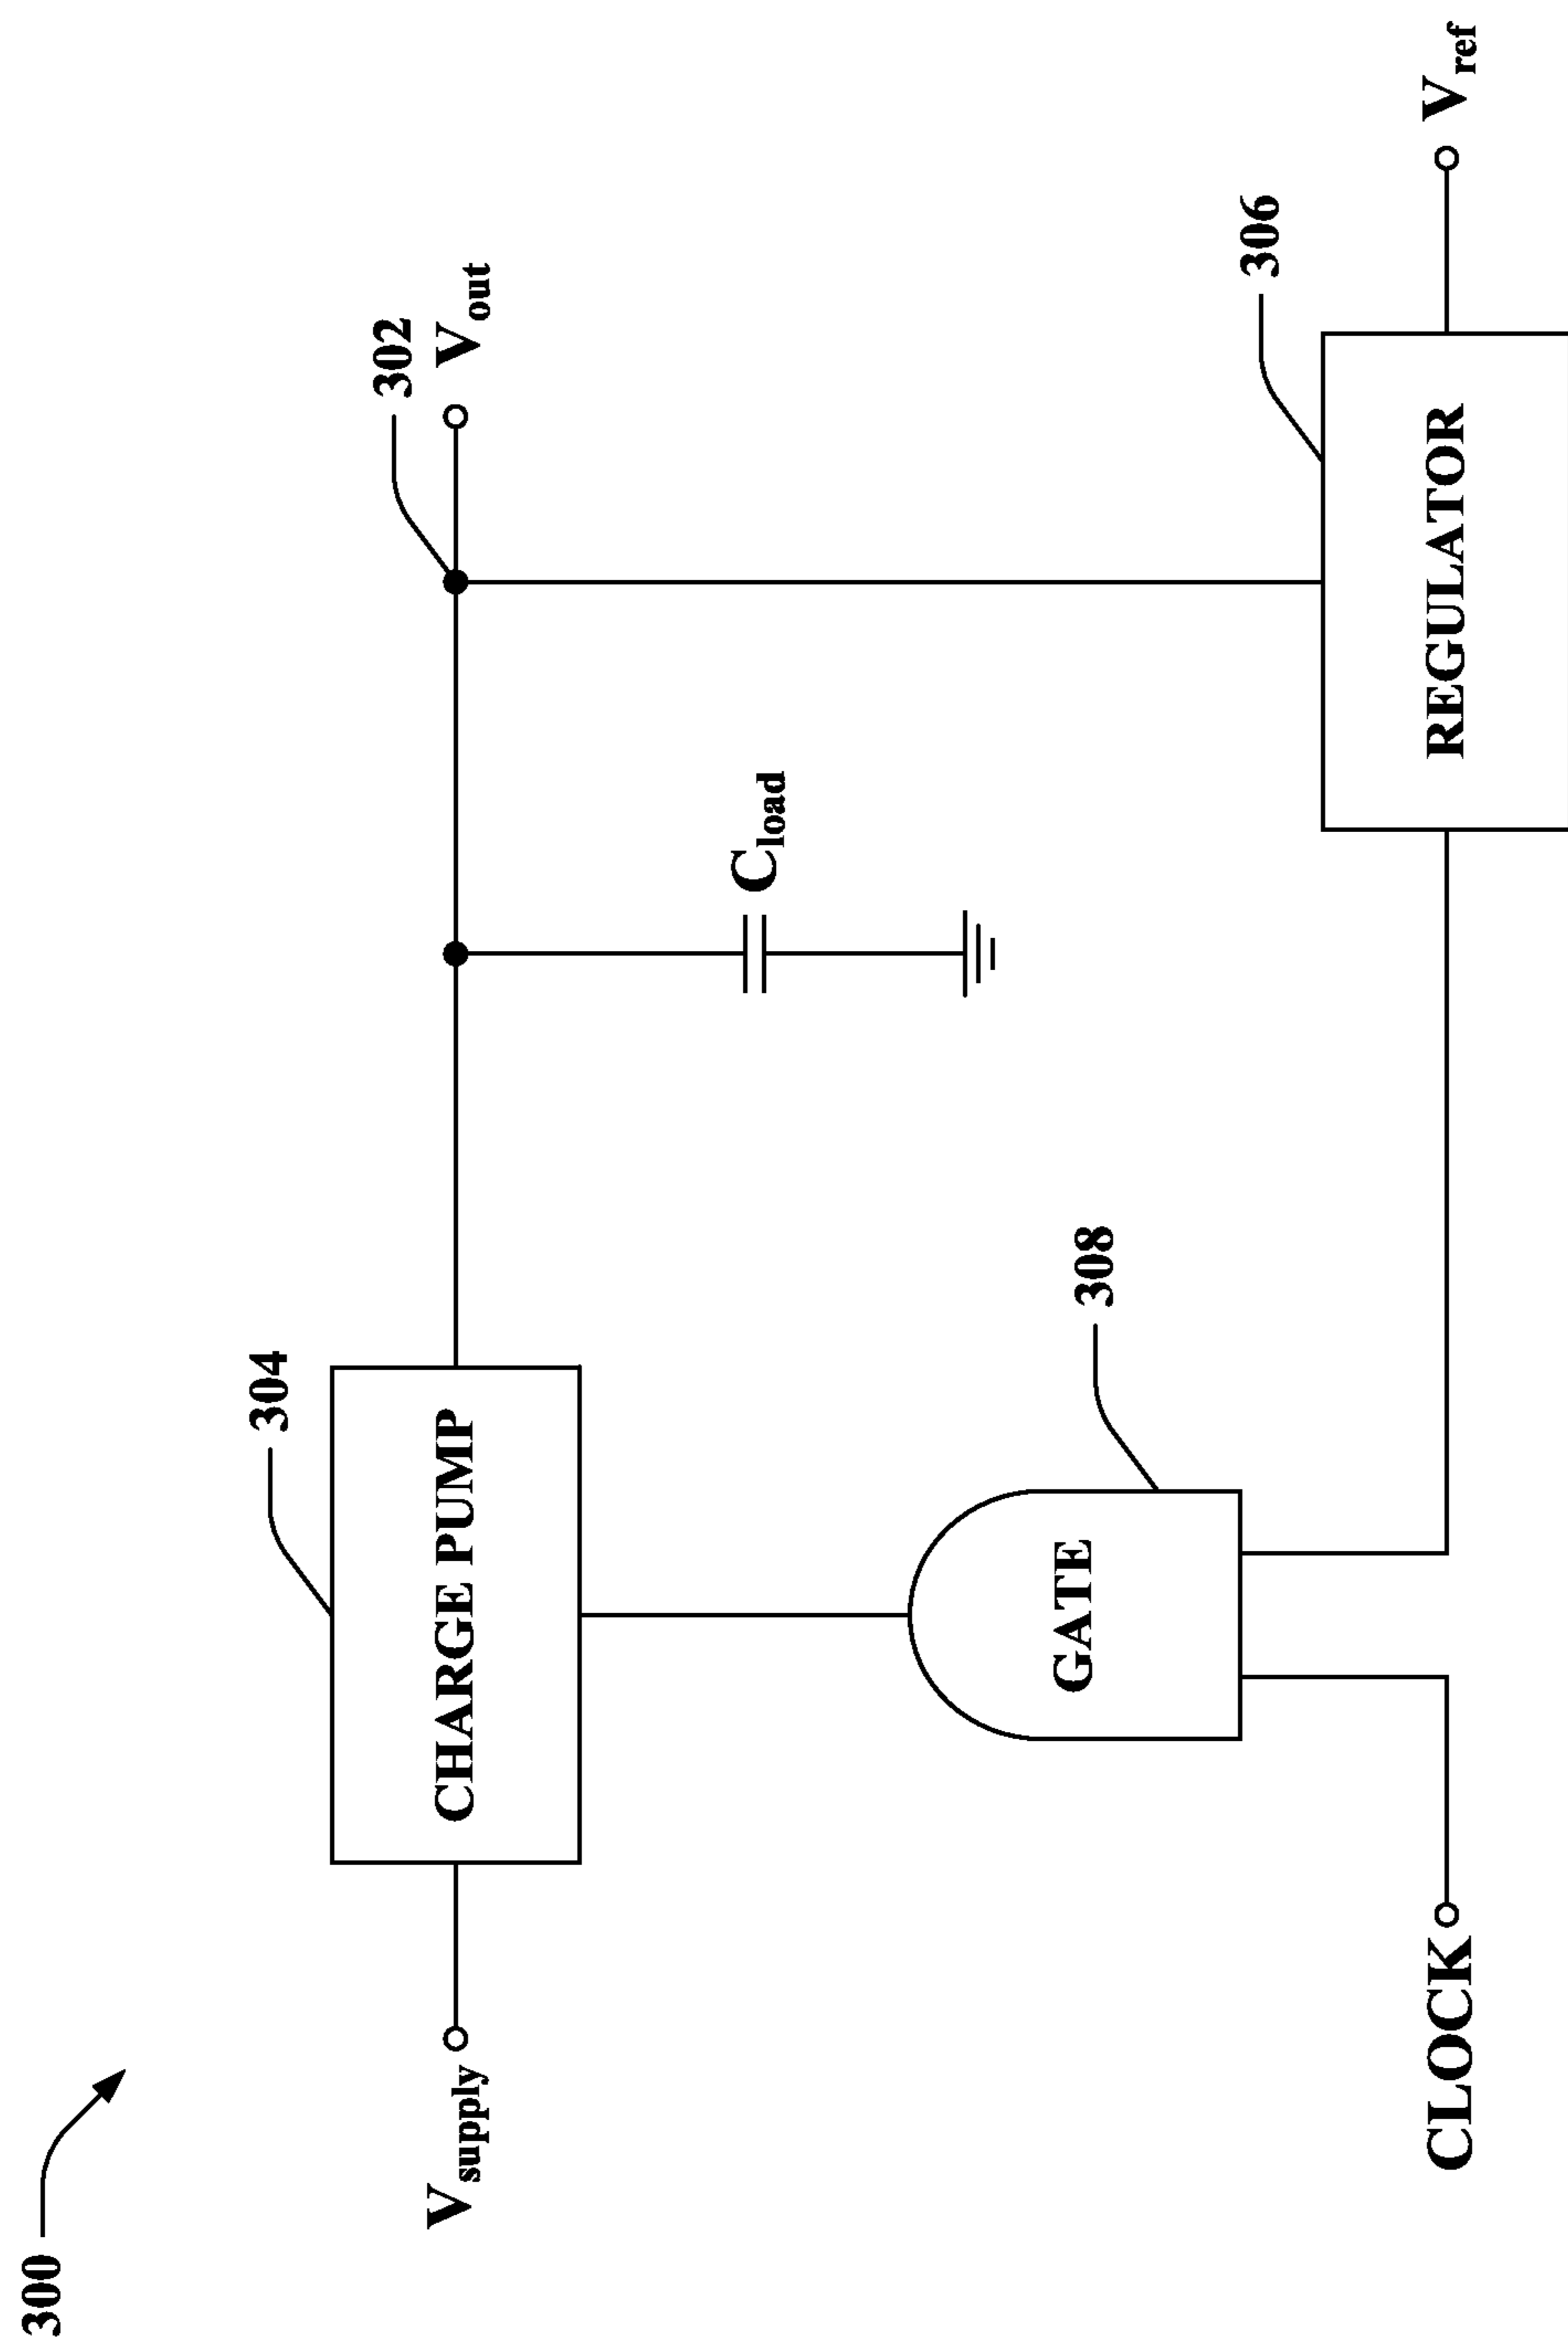 300
304
302
V_supply
CHARGE PUMP
V_out
C_load
308
GATE
306
CLOCK
REGULATOR
V_ref